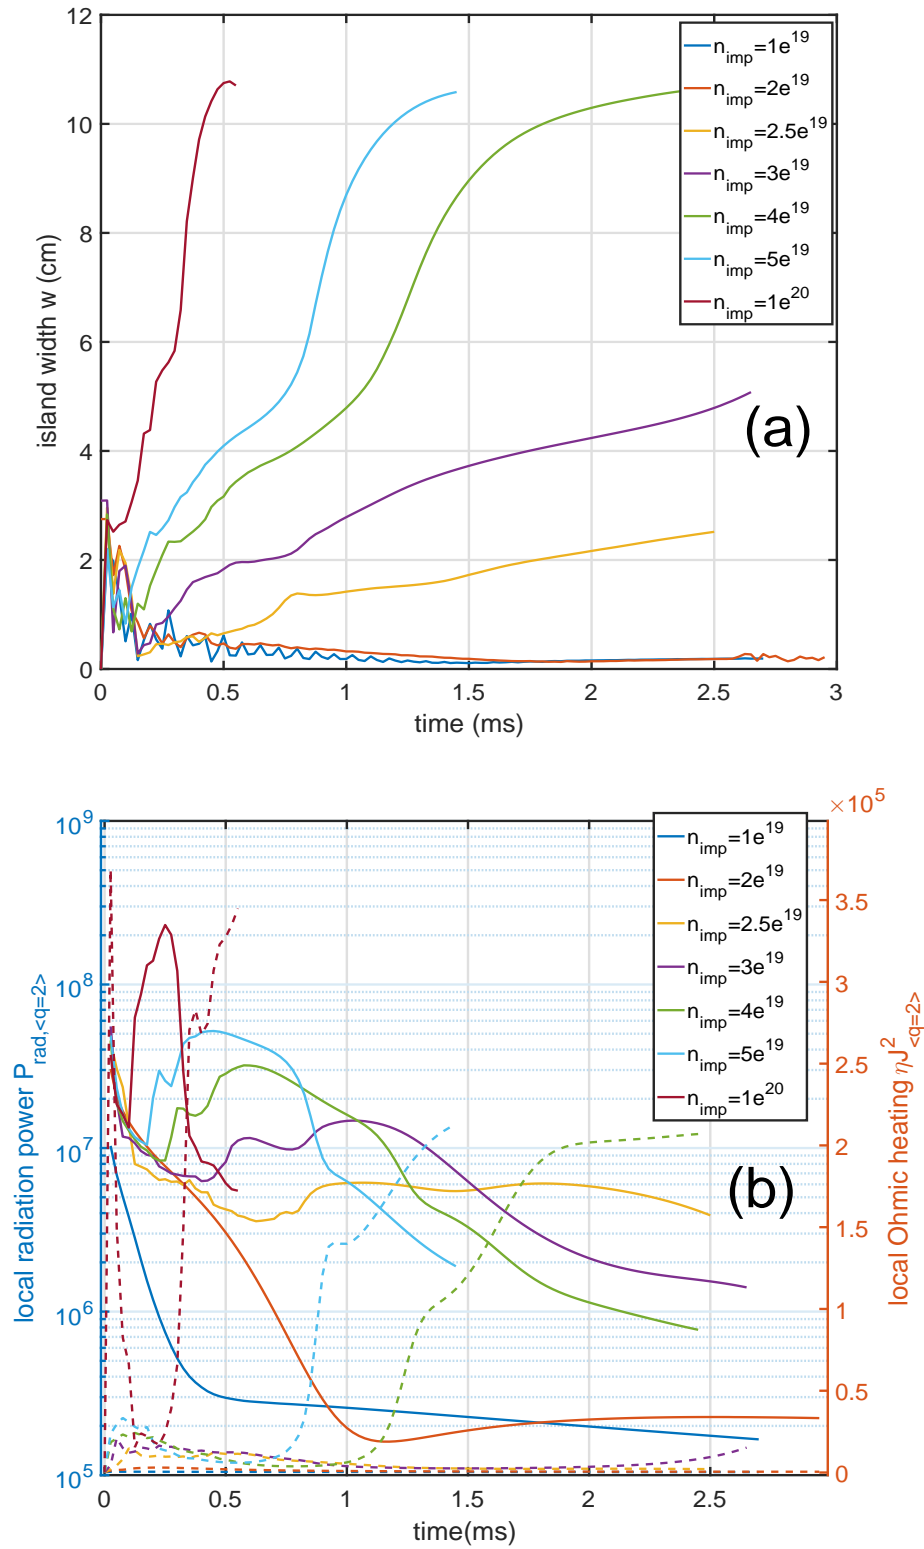 12
10
8
6
4
2
0
island width w (cm)
n_imp=1e^19
n_imp=2e^19
n_imp=2.5e^19
n_imp=3e^19
n_imp=4e^19
n_imp=5e^19
n_imp=1e^20
(a)
0 0.5 1 1.5 2 2.5 3
time (ms)
×10^5
10^9
10^8
10^7
10^6
10^5
local radiation power P_rad,<q=2>
n_imp=1e^19
n_imp=2e^19
n_imp=2.5e^19
n_imp=3e^19
n_imp=4e^19
n_imp=5e^19
n_imp=1e^20
(b)
3.5
3
2.5
2
1.5
1
0.5
0
local Ohmic heating ηJ^2_<q=2>
0 0.5 1 1.5 2 2.5
time(ms)